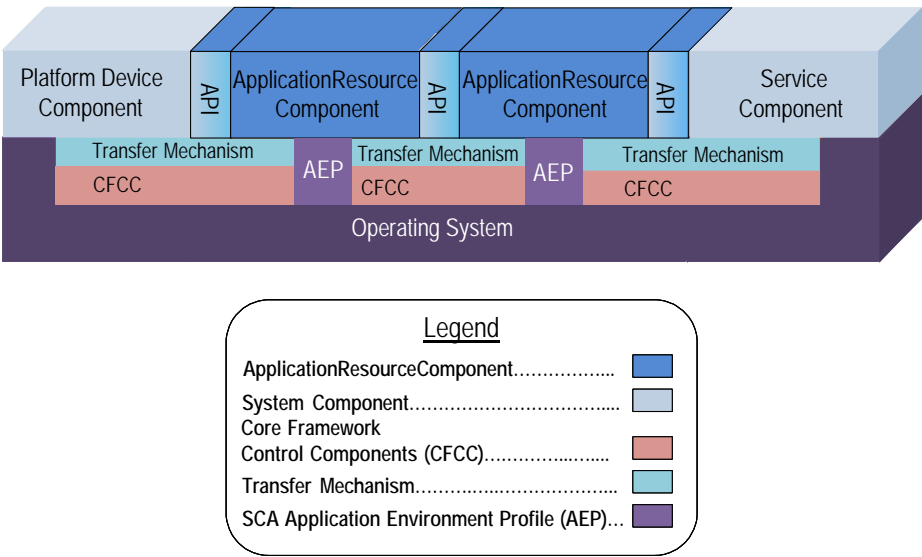 Platform Device
Component
API
ApplicationResource
Component
API
ApplicationResource
Component
API
Service
Component
Transfer Mechanism
CFCC
AEP
Transfer Mechanism
CFCC
AEP
Transfer Mechanism
CFCC
Operating System
Legend
ApplicationResourceComponent……………...
System Component……………………………....
Core Framework
Control Components (CFCC)…………...…....
Transfer Mechanism……….…..…………………...
SCA Application Environment Profile (AEP)...